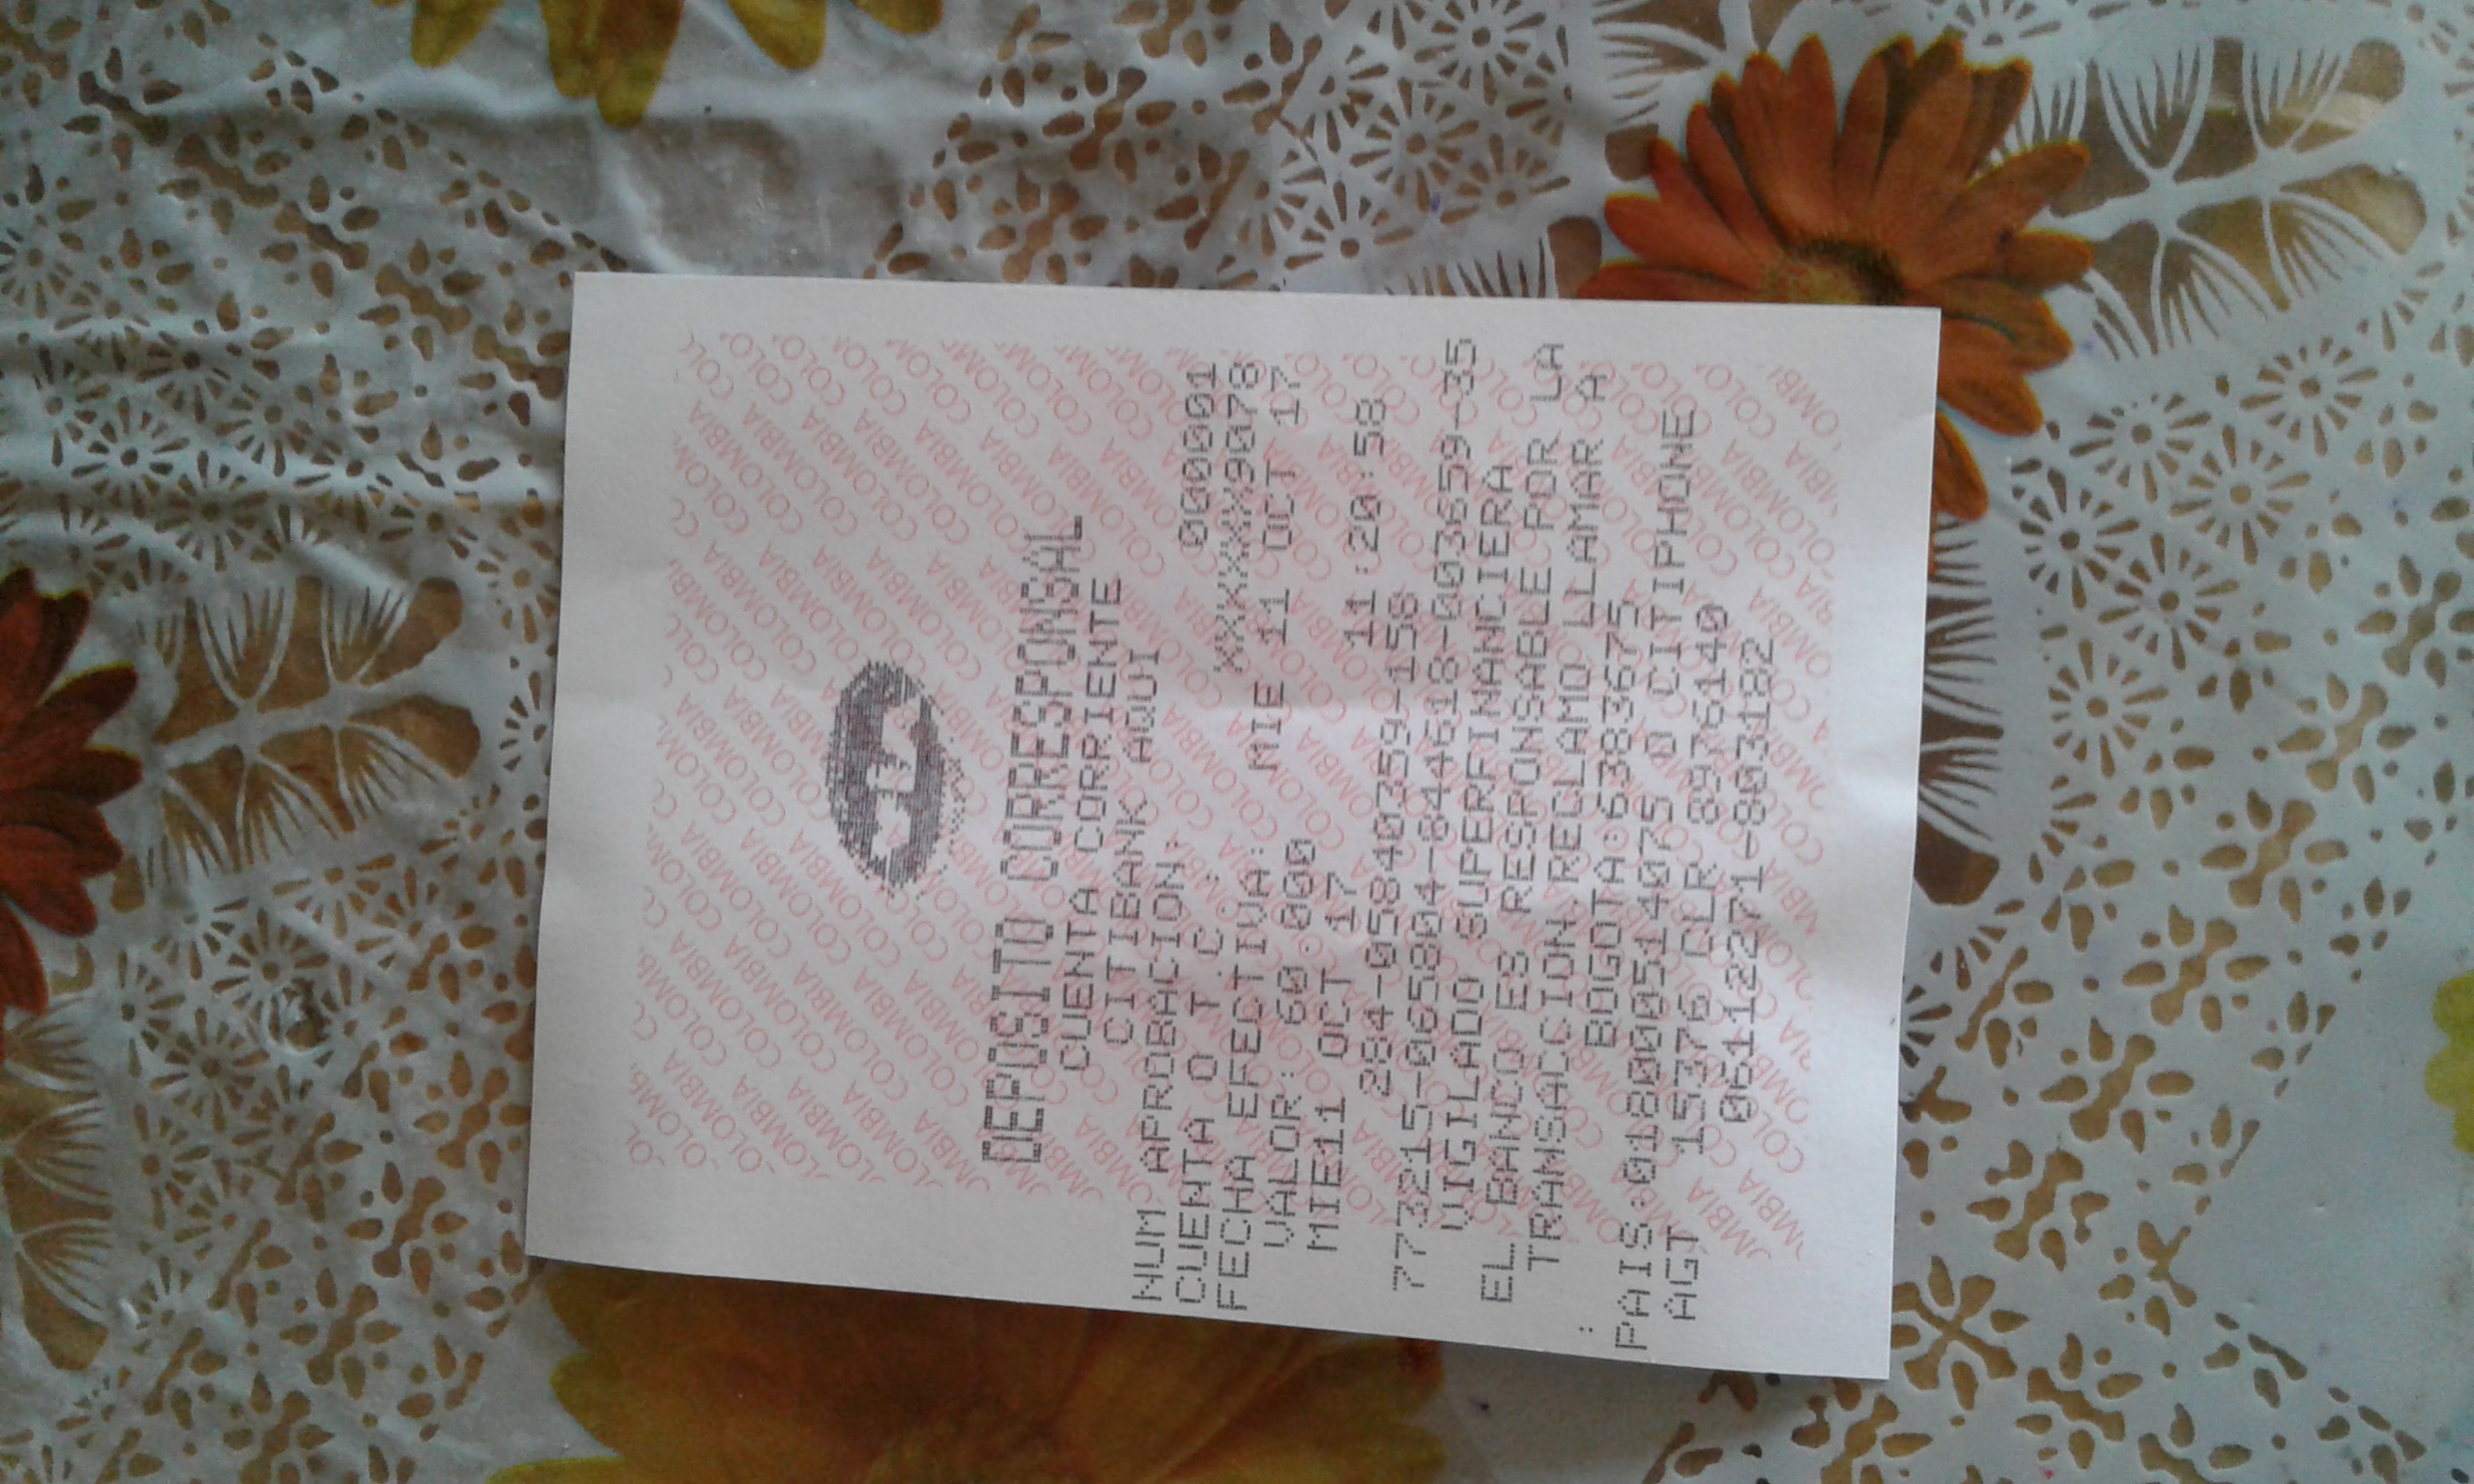 Via
DEPOSITO CORRESPONSAL
CUENTA CORRIENTE
CITIBANK AQUI
NUM APROBACION: 000001
CUENTA O T.C.: XXXXXX9078
FECHA EFECTIVA: MIE 11 OCT 17
VALOR: 60.000
MIE11 OCT 17 11:20:58
284-05840359-158
773215-065804-844618-003659-35
VIGILADO SUPERFINANCIERA
EL BANCO ES RESPONSABLE POR LA
TRANSACCION.RECLAMO LLAMAR A
:
BOGOTA:6383675
PAIS:018000514075 O CITIPHONE
AGT 15376 CLR 8976140
06112271-803182
COLOMBIA COLOMBIA COLOMBIA COLOMBIA